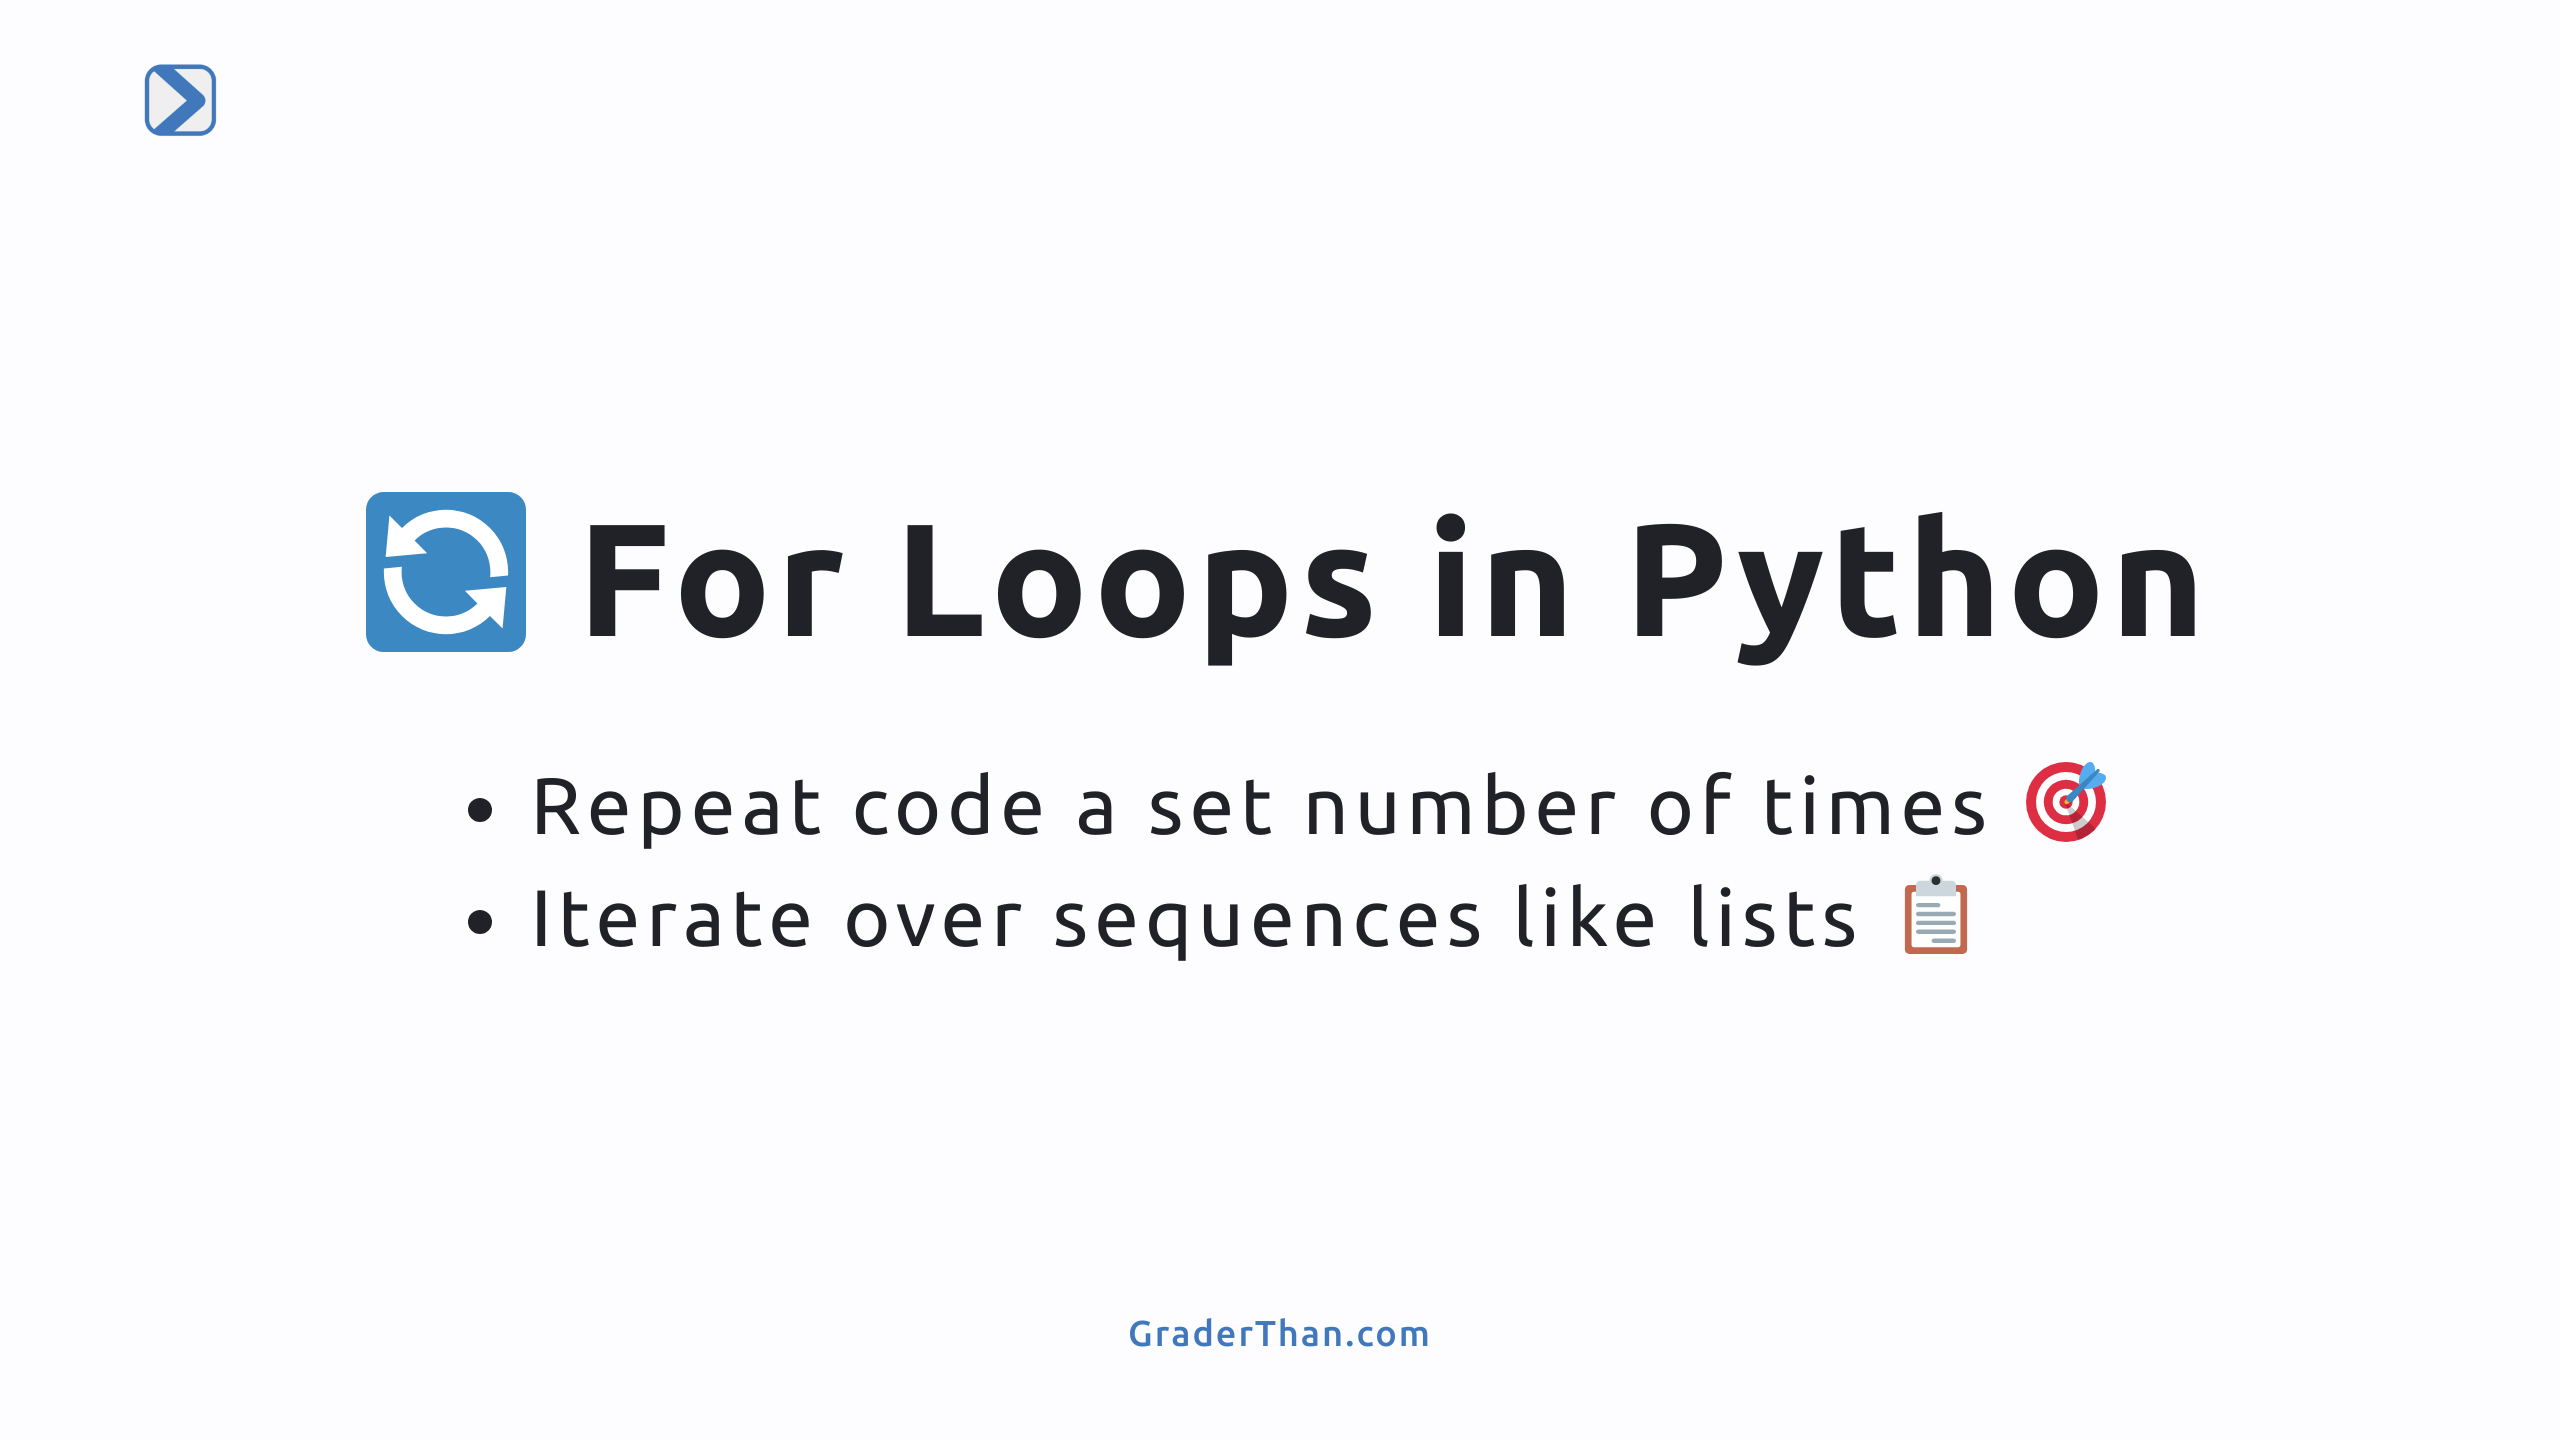 🔄 For Loops in Python
• Repeat code a set number of times 🎯
• Iterate over sequences like lists 📋
GraderThan.com